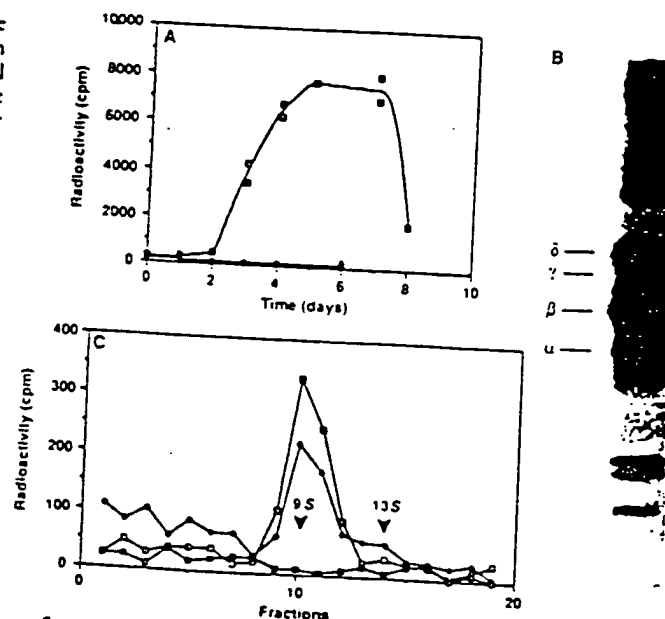 A
10000
8000
6000
4000
2000
0
Radioactivity (cpm)
0 2 4 6 8 10
Time (days)
B
δ
γ
β
α
C
400
300
200
100
0
Radioactivity (cpm)
9S
13S
0 10 20
Fractions